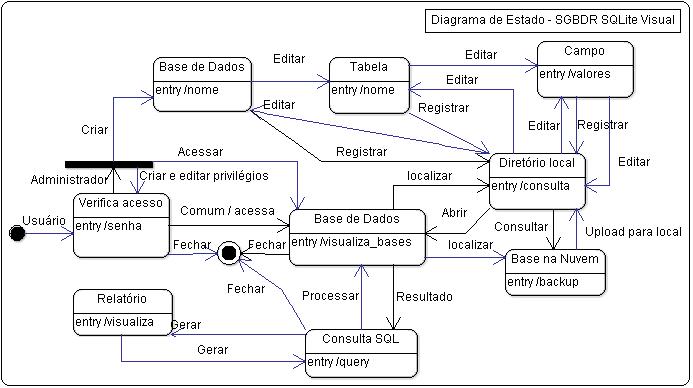 Diagrama de Estado - SGBDR SQLite Visual
Base de Dados
entry /nome
Editar
Tabela
entry /nome
Editar
Campo
entry /valores
Editar
Editar
Registrar
Editar
Registrar
Editar
Criar
Acessar
Registrar
Diretório local
entry /consulta
Administrador
Criar e editar privilégios
localizar
Verifica acesso
entry /senha
Usuário
Comum / acessa
Base de Dados
entry /visualiza_bases
Abrir
Consultar
Upload para local
Fechar
Fechar
localizar
Base na Nuvem
entry /backup
Fechar
Processar
Resultado
Relatório
entry /visualiza
Gerar
Gerar
Consulta SQL
entry /query